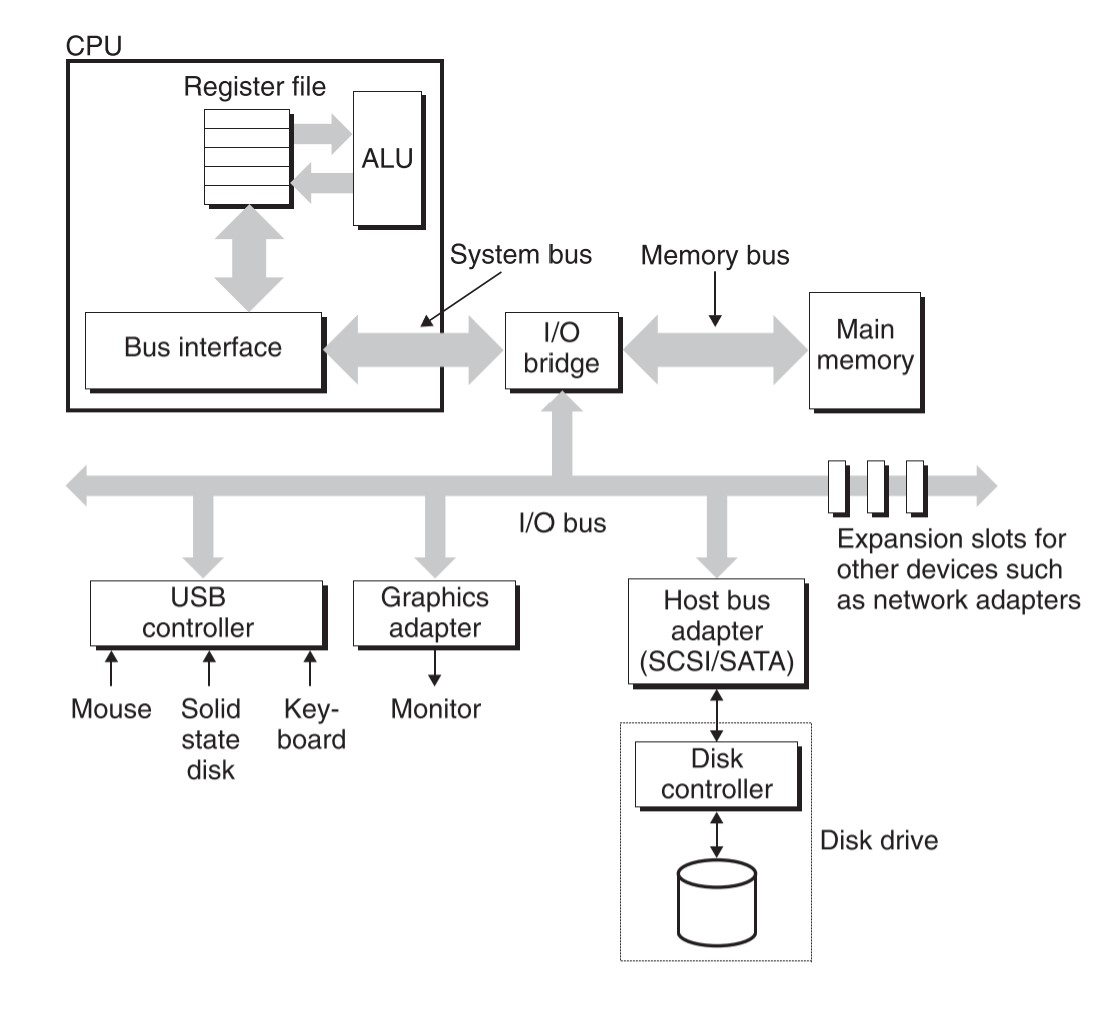 CPU
Register file
ALU
System bus
Memory bus
Bus interface
I/O
bridge
Main
memory
I/O bus
Expansion slots for
other devices such
as network adapters
USB
controller
Graphics
adapter
Host bus
adapter
(SCSI/SATA)
Mouse
Solid
state
disk
Key-
board
Monitor
Disk
controller
Disk drive